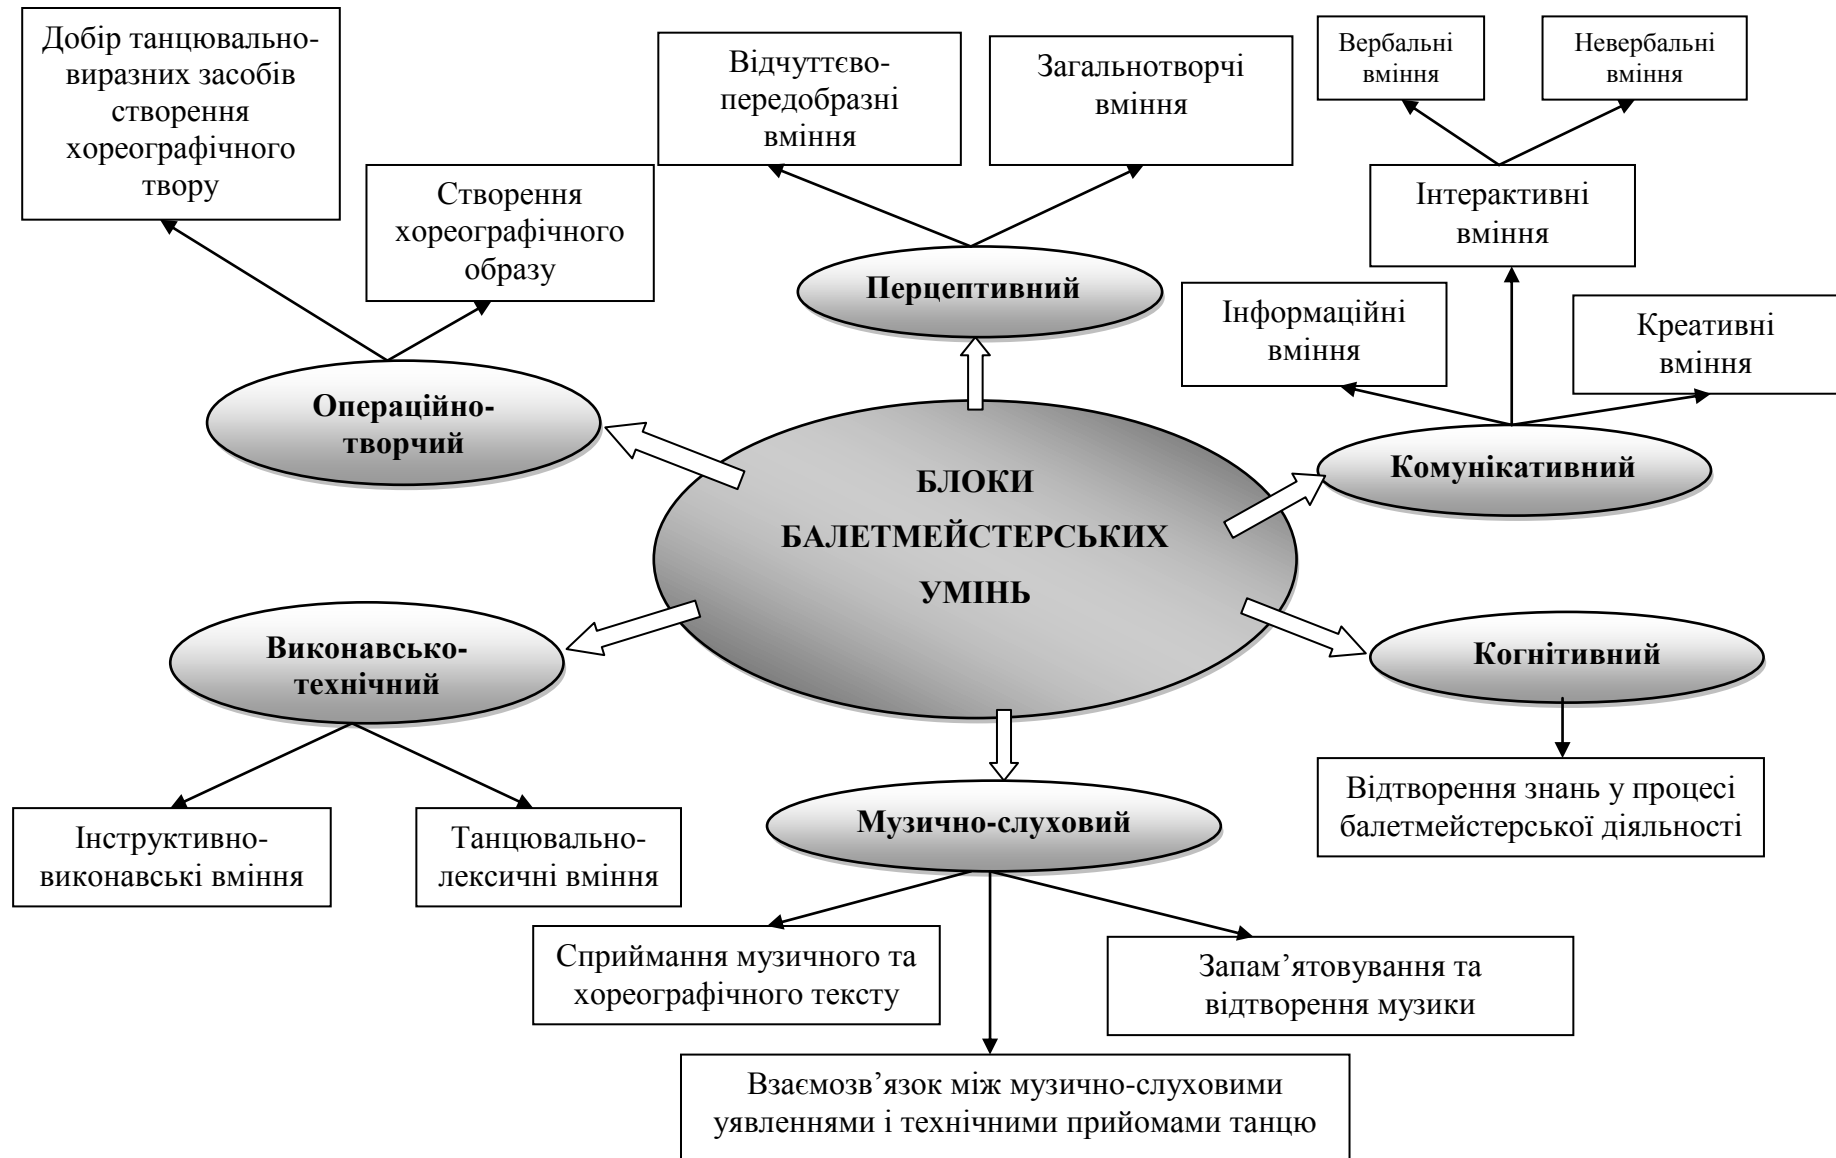 Добір танцювально-
виразних засобів
створення
хореографічного
твору
Створення
хореографічного
образу
Відчуттєво-
передобразні
вміння
Загальнотворчі
вміння
Вербальні
вміння
Невербальні
вміння
Інтерактивні
вміння
Інформаційні
вміння
Креативні
вміння
Перцептивний
Операційно-
творчий
Комунікативний
БЛОКИ
БАЛЕТМЕЙСТЕРСЬКИХ
УМІНЬ
Виконавсько-
технічний
Когнітивний
Музично-слуховий
Інструктивно-
виконавські вміння
Танцювально-
лексичні вміння
Відтворення знань у процесі
балетмейстерської діяльності
Сприймання музичного та
хореографічного тексту
Запам’ятовування та
відтворення музики
Взаємозв’язок між музично-слуховими
уявленнями і технічними прийомами танцю